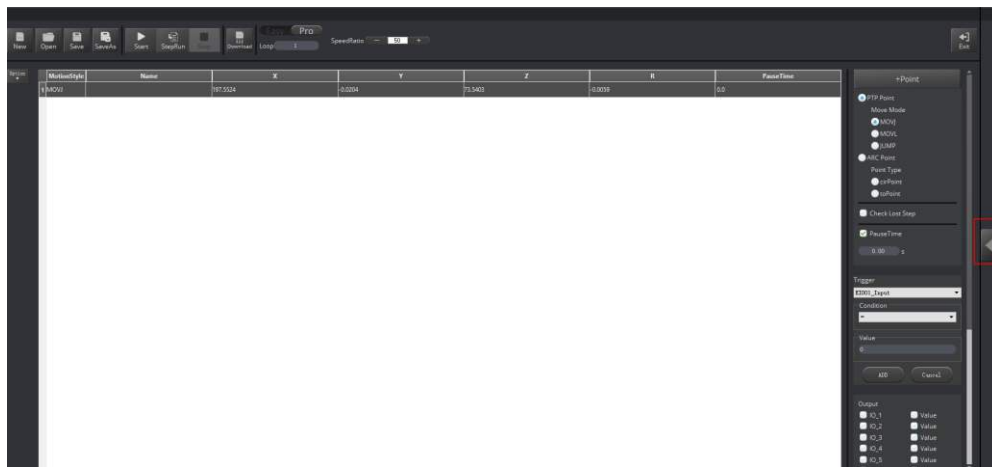 Pro
New Open Save SaveAs Start StepRun Download Loop 1 SpeedRatio − 50 + Exit
MotionStyle Name X Y Z R PauseTime
1 MOVJ 197.5524 -0.0204 73.5403 -0.0059 0.0
+Point
PTP Point
Move Mode
MOVJ
MOVL
JUMP
ARC Point
Point Type
cirPoint
toPoint
Check Lost Step
PauseTime
0.00 s
Trigger
Condition
=
Value
0
ADD Cancel
Output
IO_1 Value
IO_2 Value
IO_3 Value
IO_4 Value
IO_5 Value